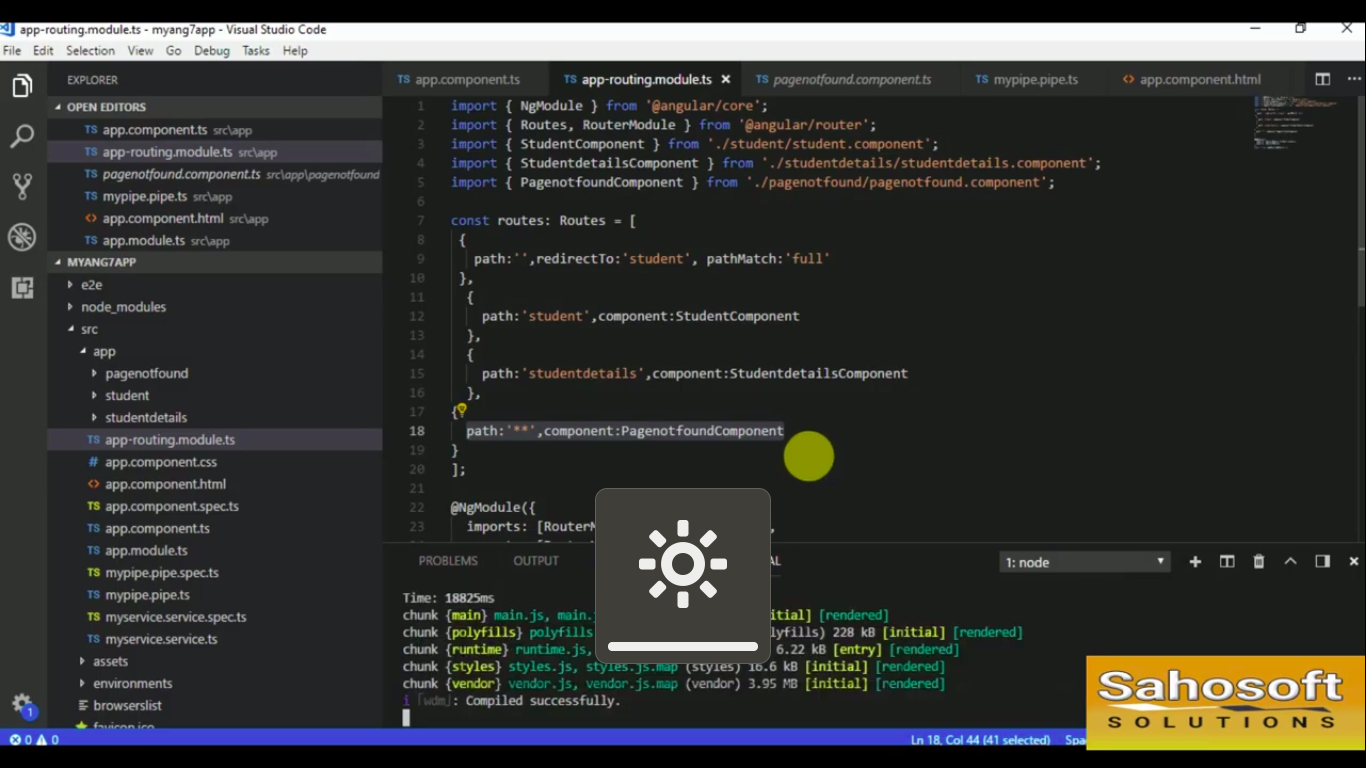 app-routing.module.ts - myang7app - Visual Studio Code
File Edit Selection View Go Debug Tasks Help
EXPLORER
OPEN EDITORS
TS app.component.ts src\app
TS app-routing.module.ts src\app
TS pagenotfound.component.ts src\app\pagenotfound
TS mypipe.pipe.ts src\app
<> app.component.html src\app
TS app.module.ts src\app
MYANG7APP
e2e
node_modules
src
app
pagenotfound
student
studentdetails
TS app-routing.module.ts
# app.component.css
<> app.component.html
TS app.component.spec.ts
TS app.component.ts
TS app.module.ts
TS mypipe.pipe.spec.ts
TS mypipe.pipe.ts
TS myservice.service.spec.ts
TS myservice.service.ts
assets
environments
browserslist
favicon.ico
TS app.component.ts TS app-routing.module.ts × TS pagenotfound.component.ts TS mypipe.pipe.ts <> app.component.html
1 import { NgModule } from '@angular/core';
2 import { Routes, RouterModule } from '@angular/router';
3 import { StudentComponent } from './student/student.component';
4 import { StudentdetailsComponent } from './studentdetails/studentdetails.component';
5 import { PagenotfoundComponent } from './pagenotfound/pagenotfound.component';
6
7 const routes: Routes = [
8 {
9 path:'',redirectTo:'student', pathMatch:'full'
10 },
11 {
12 path:'student',component:StudentComponent
13 },
14 {
15 path:'studentdetails',component:StudentdetailsComponent
16 },
17 {
18 path:'**',component:PagenotfoundComponent
19 }
20 ];
21
22 @NgModule({
23 imports: [RouterM
PROBLEMS OUTPUT AL 1: node
Time: 18825ms
chunk {main} main.js, main. itial] [rendered]
chunk {polyfills} polyfills lyfills) 228 kB [initial] [rendered]
chunk {runtime} runtime.js, 6.22 kB [entry] [rendered]
chunk {styles} styles.js, styles.js.map (styles) 16.6 kB [initial] [rendered]
chunk {vendor} vendor.js, vendor.js.map (vendor) 3.95 MB [initial] [rendered]
i ｢wdm｣: Compiled successfully.
1
0 0 Ln 18, Col 44 (41 selected) Spa
Sahosoft
SOLUTIONS